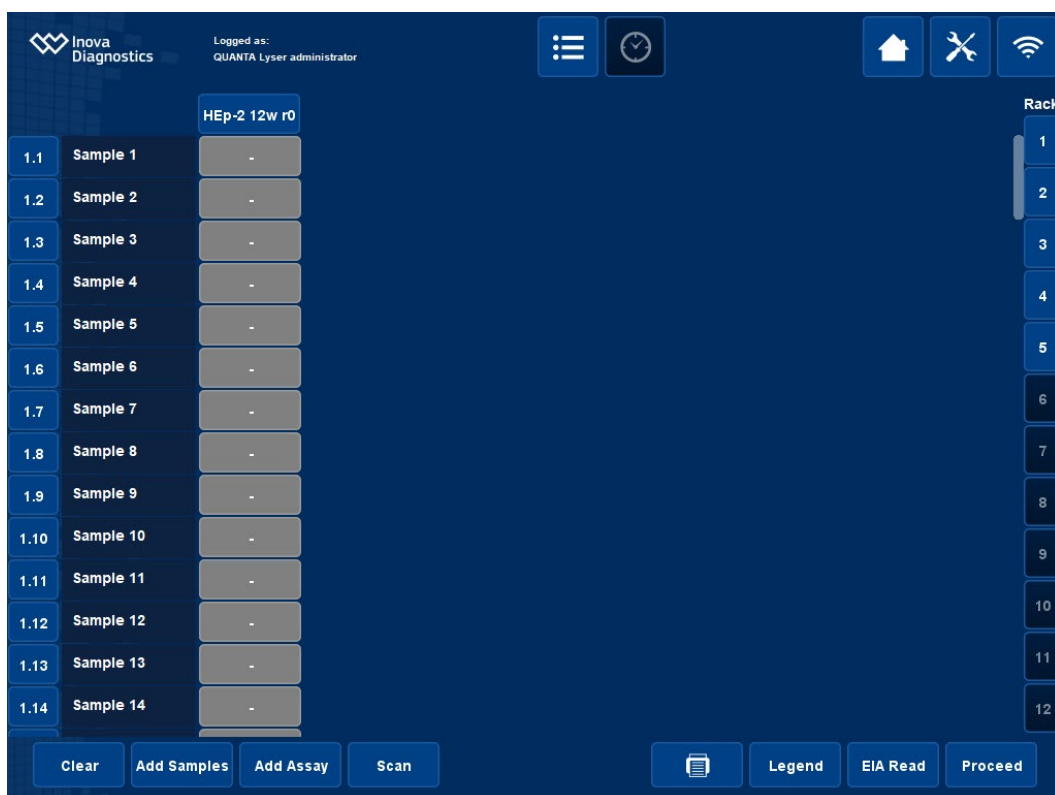 Inova
Diagnostics
Logged as:
QUANTA Lyser administrator
HEp-2 12w r0
Rack
1.1 Sample 1 -
1.2 Sample 2 -
1.3 Sample 3 -
1.4 Sample 4 -
1.5 Sample 5 -
1.6 Sample 6 -
1.7 Sample 7 -
1.8 Sample 8 -
1.9 Sample 9 -
1.10 Sample 10 -
1.11 Sample 11 -
1.12 Sample 12 -
1.13 Sample 13 -
1.14 Sample 14 -
1
2
3
4
5
6
7
8
9
10
11
12
Clear Add Samples Add Assay Scan Legend EIA Read Proceed